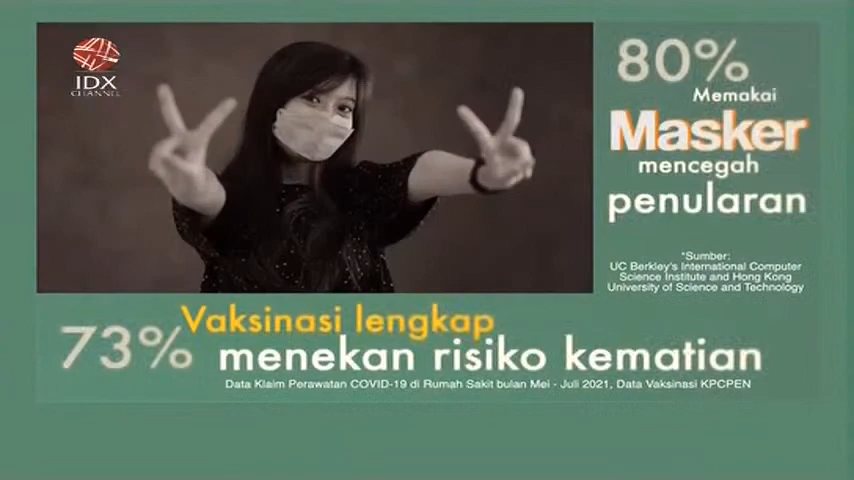 IDX
CHANNEL
80%
Memakai
Masker
mencegah
penularan
*Sumber:
UC Berkley's International Computer
Science Institute and Hong Kong
University of Science and Technology
73% Vaksinasi lengkap
menekan risiko kematian
Data Klaim Perawatan COVID-19 di Rumah Sakit bulan Mei - Juli 2021, Data Vaksinasi KPCPEN